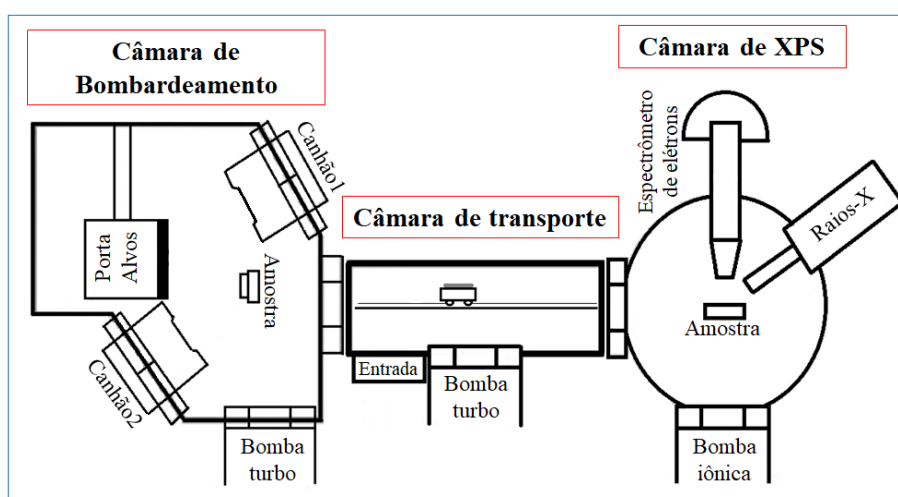 Câmara de
Bombardeamento
Câmara de XPS
Câmara de transporte
Canhão1
Porta
Alvos
Amostra
Canhão2
Bomba
turbo
Entrada
Bomba
turbo
Espectrômetro
de elétrons
Raios-X
Amostra
Bomba
iônica